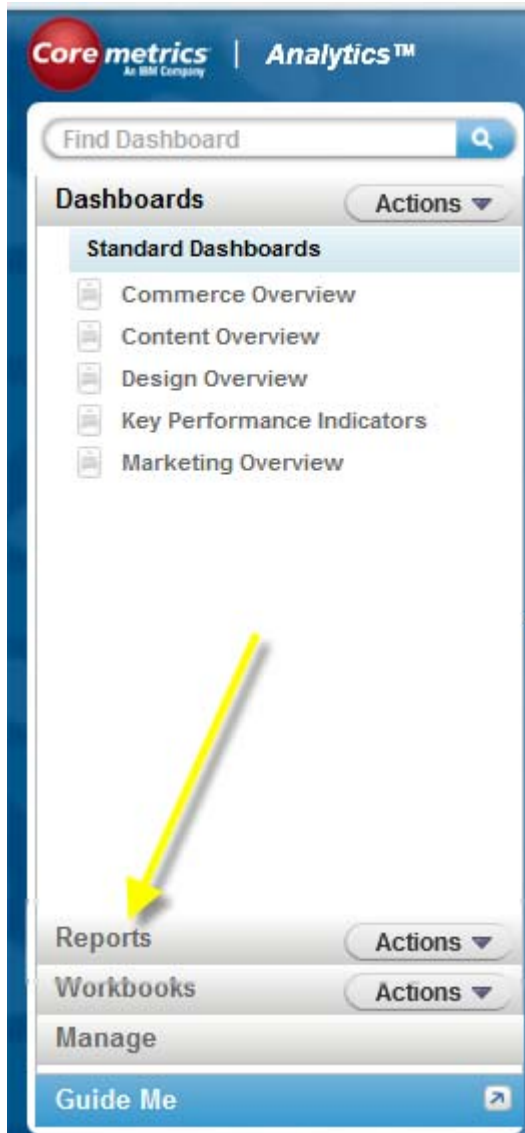 Coremetrics | Analytics™
An IBM Company
Find Dashboard
Dashboards Actions
Standard Dashboards
Commerce Overview
Content Overview
Design Overview
Key Performance Indicators
Marketing Overview
Reports Actions
Workbooks Actions
Manage
Guide Me